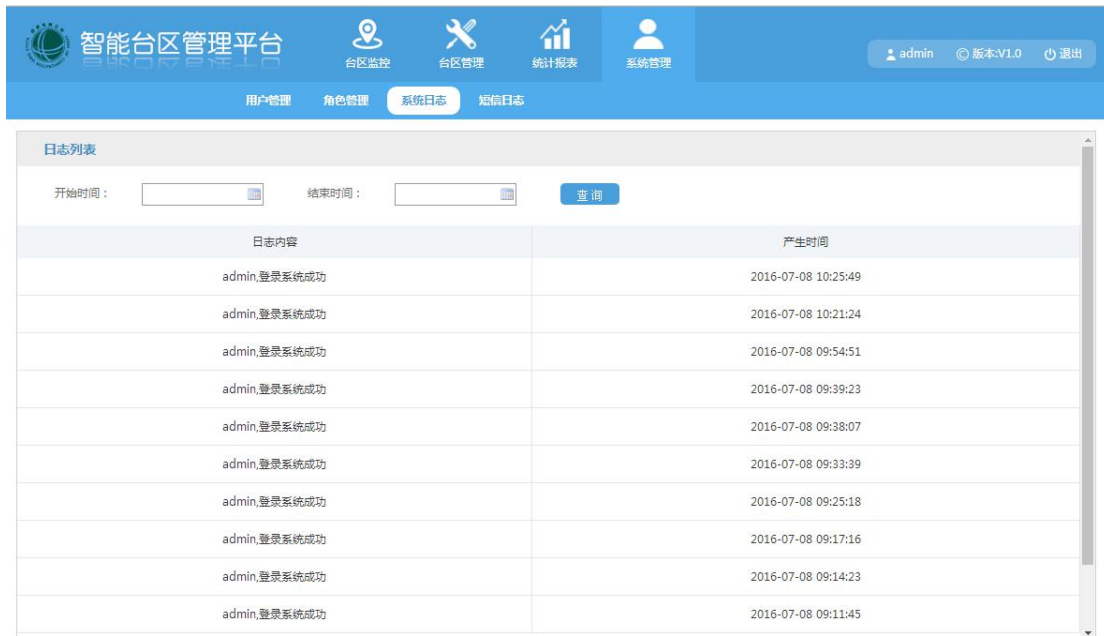 智能台区管理平台
台区监控 台区管理 统计报表 系统管理
admin ©版本:V1.0 退出
用户管理 角色管理 系统日志 短信日志
日志列表
开始时间： 结束时间： 查询
日志内容 产生时间
admin,登录系统成功 2016-07-08 10:25:49
admin,登录系统成功 2016-07-08 10:21:24
admin,登录系统成功 2016-07-08 09:54:51
admin,登录系统成功 2016-07-08 09:39:23
admin,登录系统成功 2016-07-08 09:38:07
admin,登录系统成功 2016-07-08 09:33:39
admin,登录系统成功 2016-07-08 09:25:18
admin,登录系统成功 2016-07-08 09:17:16
admin,登录系统成功 2016-07-08 09:14:23
admin,登录系统成功 2016-07-08 09:11:45